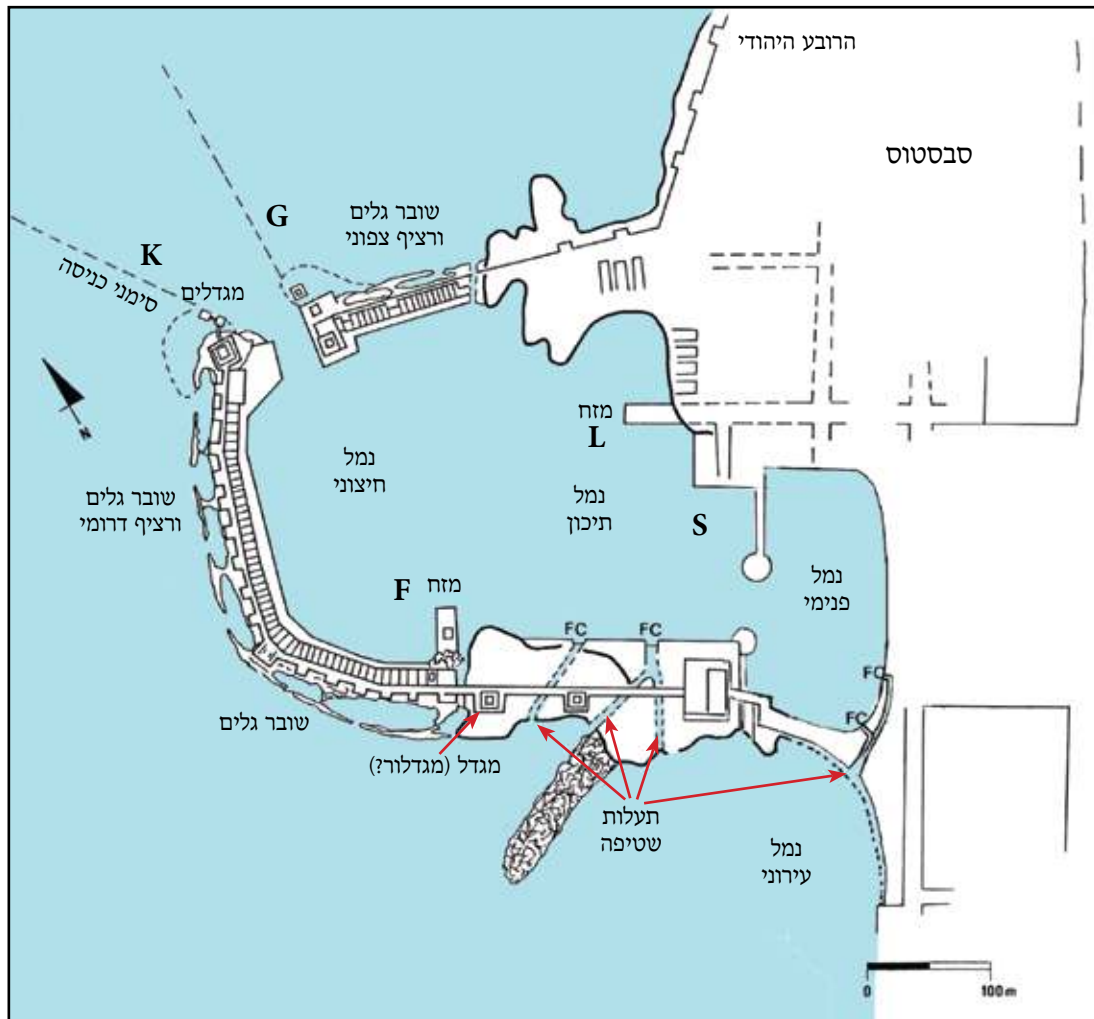 הרובע היהודי
סבסטוס
G
שובר גלים
ורציף צפוני
K
סימני כניסה
מגדלים
N
מזח
L
נמל
חיצוני
נמל
תיכון
S
שובר גלים
ורציף דרומי
נמל
פנימי
F
מזח
FC
FC
FC
FC
שובר גלים
מגדל (מגדלור?)
תעלות
שטיפה
נמל
עירוני
0
100m